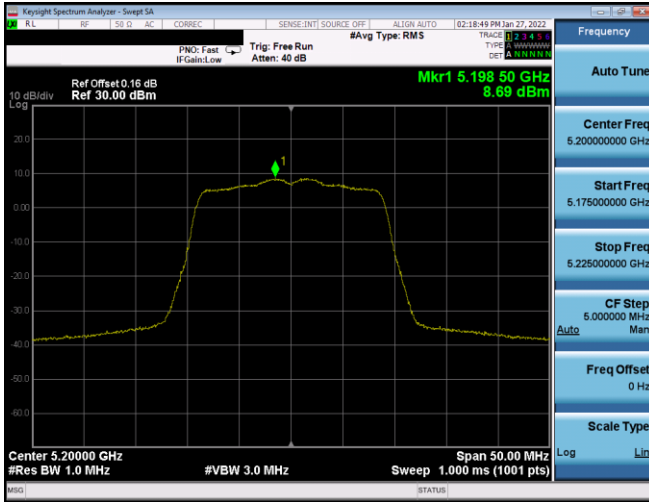 Keysight Spectrum Analyzer - Swept SA
RL RF 50 Ω AC CORREC SENSE:INT SOURCE OFF ALIGN AUTO 02:18:49 PM Jan 27, 2022
#Avg Type: RMS
TRACE 1 2 3 4 5 6
TYPE A WWWWW
DET A N N N N N
PNO: Fast
IFGain:Low
Trig: Free Run
Atten: 40 dB
Mkr1 5.198 50 GHz
8.69 dBm
Ref Offset 0.16 dB
10 dB/div Ref 30.00 dBm
Log
20.0
10.0
0.00
-10.0
-20.0
-30.0
-40.0
-50.0
-60.0
1
Center 5.20000 GHz
Span 50.00 MHz
#Res BW 1.0 MHz
#VBW 3.0 MHz
Sweep 1.000 ms (1001 pts)
MSG
STATUS
Frequency
Auto Tune
Center Freq
5.200000000 GHz
Start Freq
5.175000000 GHz
Stop Freq
5.225000000 GHz
CF Step
5.000000 MHz
Auto Man
Freq Offset
0 Hz
Scale Type
Log Lin